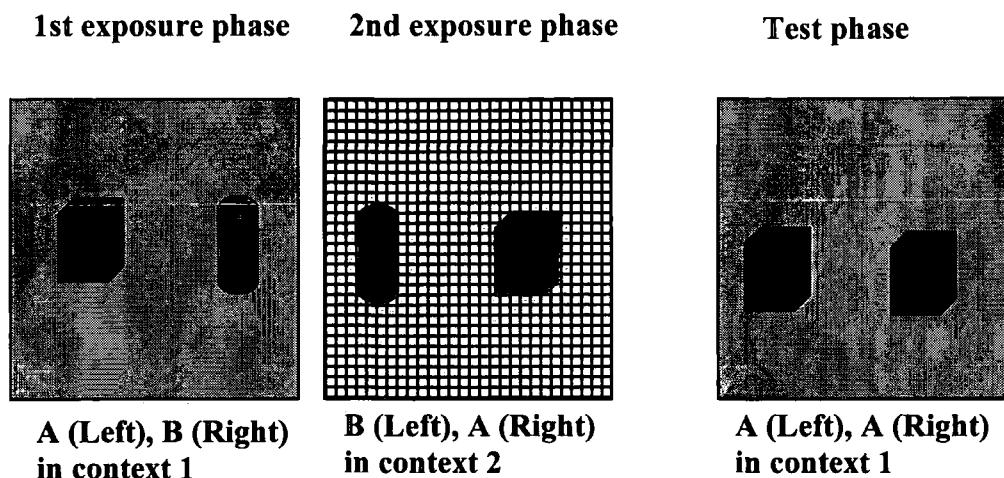 1st exposure phase
2nd exposure phase
Test phase
A (Left), B (Right)
in context 1
B (Left), A (Right)
in context 2
A (Left), A (Right)
in context 1